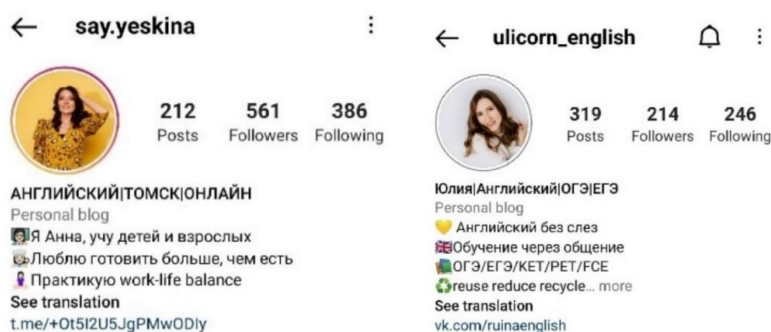 say.yeskina
212 561 386
Posts Followers Following
АНГЛИЙСКИЙ|ТОМСК|ОНЛАЙН
Personal blog
Я Анна, учу детей и взрослых
Люблю готовить больше, чем есть
Практикую work-life balance
See translation
t.me/+Ot5I2U5JgPMwODIy
ulicorn_english
319 214 246
Posts Followers Following
Юлия|Английский|ОГЭ|ЕГЭ
Personal blog
Английский без слез
Обучение через общение
ОГЭ/ЕГЭ/KET/PET/FCE
reuse reduce recycle... more
See translation
vk.com/ruinaenglish